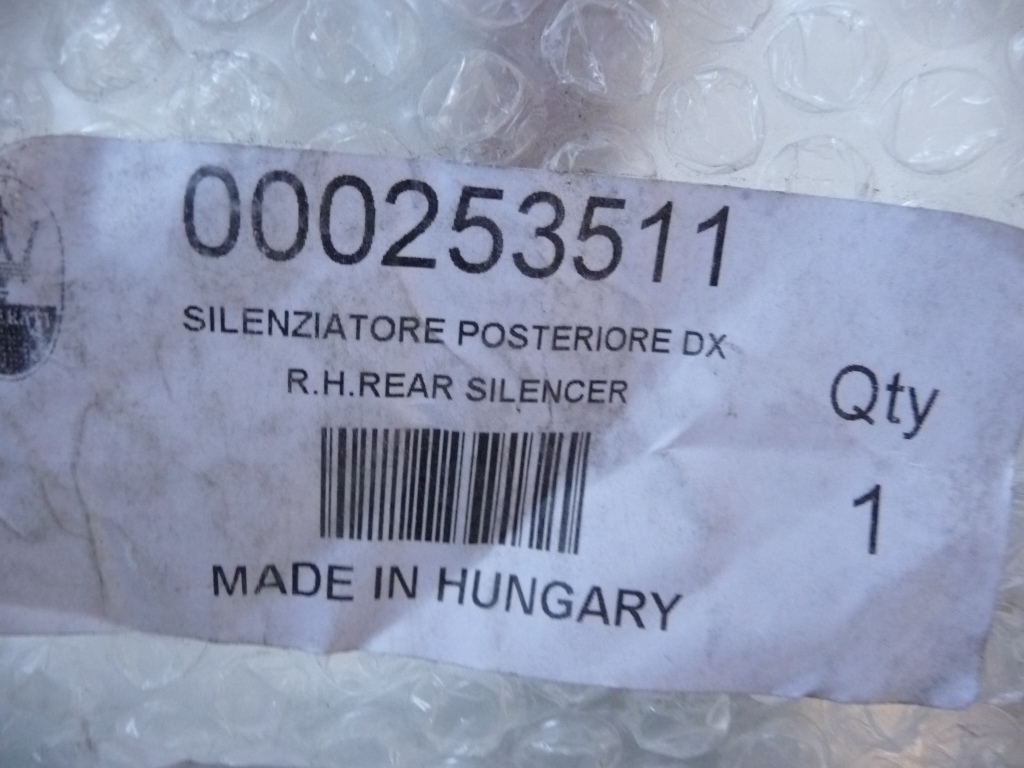 000253511
SILENZIATORE POSTERIORE DX
R.H.REAR SILENCER
Qty
1
MADE IN HUNGARY